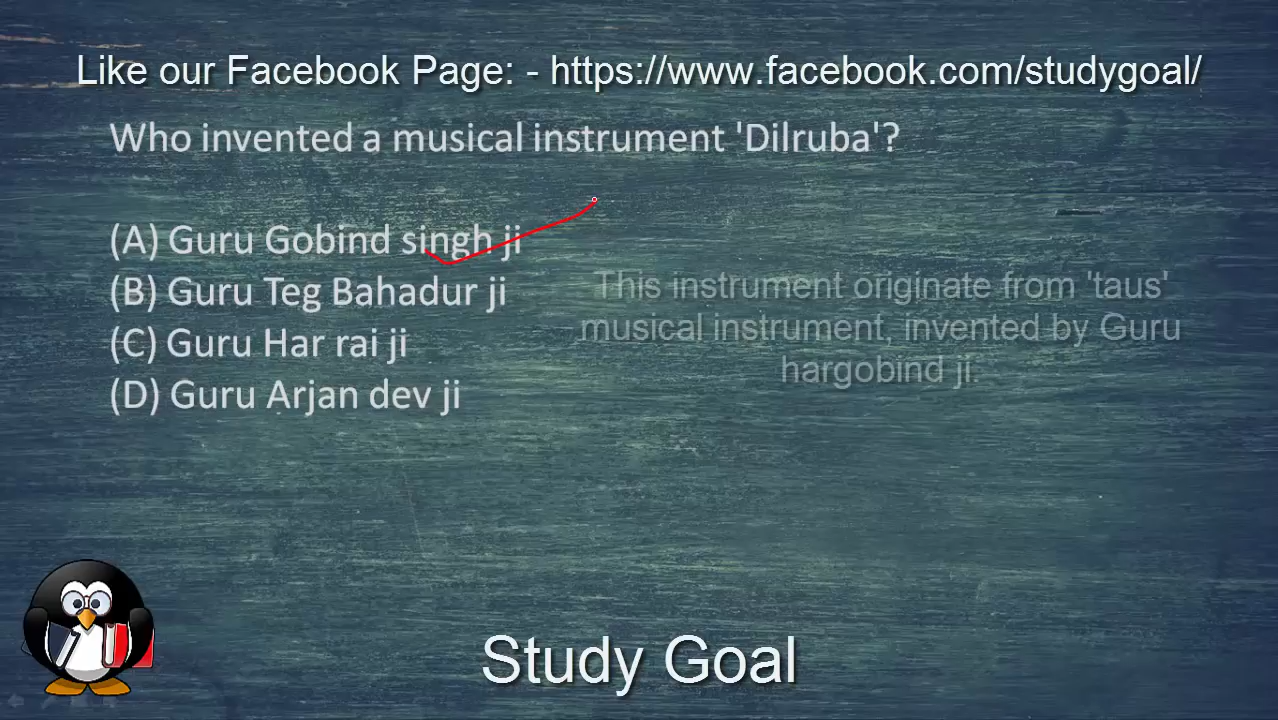 Like our Facebook Page: - https://www.facebook.com/studygoal/
Who invented a musical instrument 'Dilruba'?
(A) Guru Gobind singh ji
(B) Guru Teg Bahadur ji
(C) Guru Har rai ji
(D) Guru Arjan dev ji
This instrument originate from 'taus'
musical instrument, invented by Guru
hargobind ji.
Study Goal